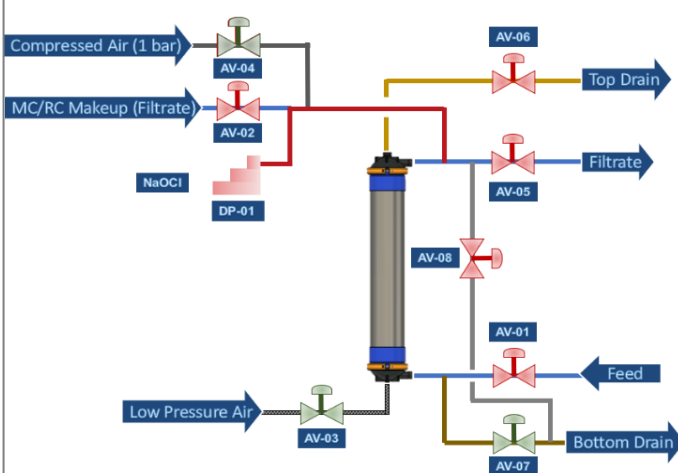 AV-06
Compressed Air (1 bar)
AV-04
Top Drain
MC/RC Makeup (Filtrate)
AV-02
Filtrate
NaOCI
DP-01
AV-05
AV-08
AV-01
Feed
Low Pressure Air
AV-03
Bottom Drain
AV-07